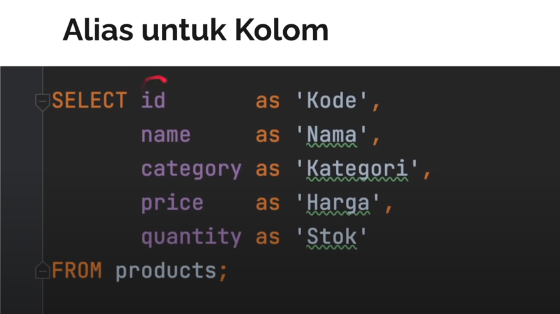 Alias untuk Kolom
SELECT id as 'Kode',
name as 'Nama',
category as 'Kategori',
price as 'Harga',
quantity as 'Stok'
FROM products;